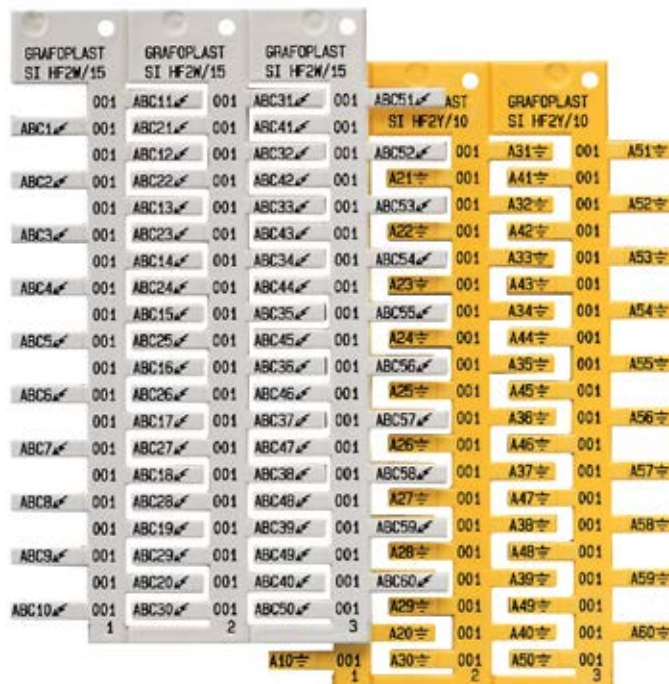 GRAFOPLAST GRAFOPLAST GRAFOPLAST
SI HF2W/15 SI HF2W/15 SI HF2W/15
001 ABC11 001 ABC31 001 ABC51 AST GRAFOPLAST
ABC1 001 ABC21 001 ABC41 001 SI HF2Y/10 SI HF2Y/10
001 ABC12 001 ABC32 001 ABC52 001 A31⏚ 001 A51⏚
ABC2 001 ABC22 001 ABC42 001 A21⏚ 001 A41⏚ 001
001 ABC13 001 ABC33 001 ABC53 001 A32⏚ 001 A52⏚
ABC3 001 ABC23 001 ABC43 001 A22⏚ 001 A42⏚ 001
001 ABC14 001 ABC34 001 ABC54 001 A33⏚ 001 A53⏚
ABC4 001 ABC24 001 ABC44 001 A23⏚ 001 A43⏚ 001
001 ABC15 001 ABC35 001 ABC55 001 A34⏚ 001 A54⏚
ABC5 001 ABC25 001 ABC45 001 A24⏚ 001 A44⏚ 001
001 ABC16 001 ABC36 001 ABC56 001 A35⏚ 001 A55⏚
ABC6 001 ABC26 001 ABC46 001 A25⏚ 001 A45⏚ 001
001 ABC17 001 ABC37 001 ABC57 001 A36⏚ 001 A56⏚
ABC7 001 ABC27 001 ABC47 001 A26⏚ 001 A46⏚ 001
001 ABC18 001 ABC38 001 ABC58 001 A37⏚ 001 A57⏚
ABC8 001 ABC28 001 ABC48 001 A27⏚ 001 A47⏚ 001
001 ABC19 001 ABC39 001 ABC59 001 A38⏚ 001 A58⏚
ABC9 001 ABC29 001 ABC49 001 A28⏚ 001 A48⏚ 001
001 ABC20 001 ABC40 001 ABC60 001 A39⏚ 001 A59⏚
ABC10 001 ABC30 001 ABC50 001 A29⏚ 001 A49⏚ 001
1 2 3 A20⏚ 001 A40⏚ 001 A60⏚
A10⏚ 001 A30⏚ 001 A50⏚ 001
1 2 3